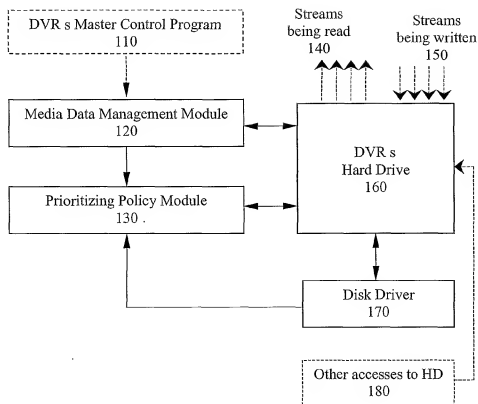 DVR s Master Control Program
110
Streams
being read
140
Streams
being written
150
Media Data Management Module
120
DVR s
Hard Drive
160
Prioritizing Policy Module
130 .
Disk Driver
170
Other accesses to HD
180